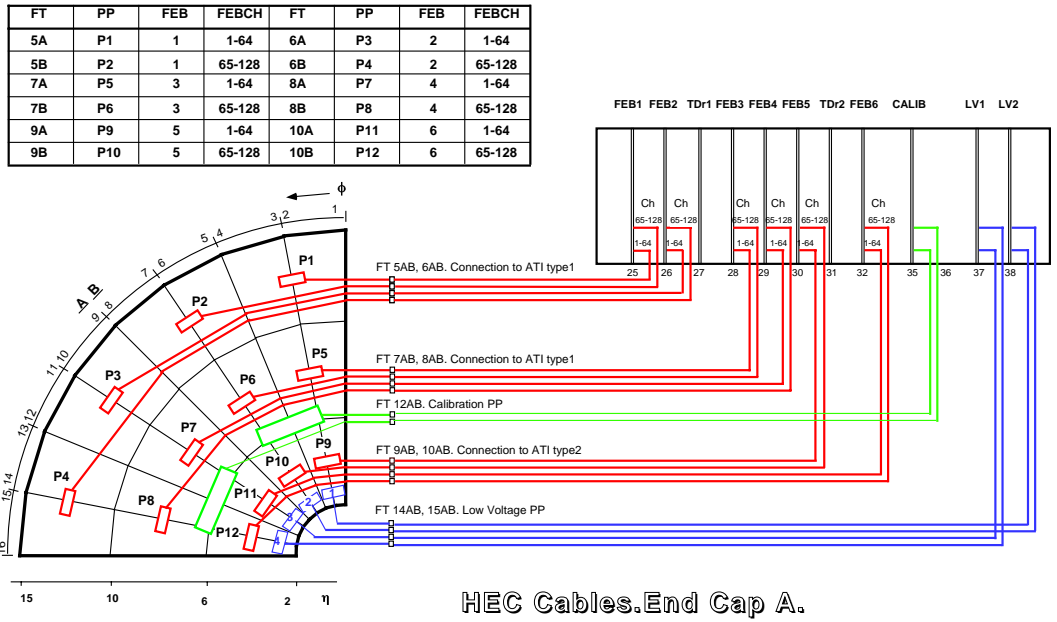 FT PP FEB FEBCH FT PP FEB FEBCH
5A P1 1 1-64 6A P3 2 1-64
5B P2 1 65-128 6B P4 2 65-128
7A P5 3 1-64 8A P7 4 1-64
7B P6 3 65-128 8B P8 4 65-128
9A P9 5 1-64 10A P11 6 1-64
9B P10 5 65-128 10B P12 6 65-128
FEB1 FEB2 TDr1 FEB3 FEB4 FEB5 TDr2 FEB6 CALIB LV1 LV2
Ch Ch Ch Ch Ch Ch
65-128 65-128 65-128 65-128 65-128 65-128
1-64 1-64 1-64 1-64 1-64 1-64
25 26 27 28 29 30 31 32 35 36 37 38
ϕ
1
2
3
4
5
6
7
8
9
10
11
12
13
14
15
16
A B
P1
P2
P3
P4
P5
P6
P7
P8
P9
P10
P11
P12
1
2
3
4
FT 5AB, 6AB. Connection to ATI type1
FT 7AB, 8AB. Connection to ATI type1
FT 12AB. Calibration PP
FT 9AB, 10AB. Connection to ATI type2
FT 14AB, 15AB. Low Voltage PP
15 10 6 2 η
HEC Cables.End Cap A.